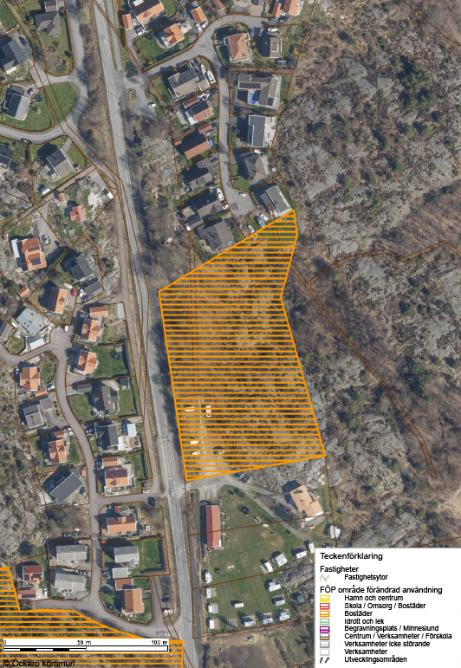 Teckenförklaring
Fastigheter
Fastighetsytor
FÖP område förändrad användning
Hamn och centrum
Skola / Omsorg / Bostäder
Bostäder
Idrott och lek
Begravningsplats / Minneslund
Centrum / Verksamheter / Förskola
Verksamheter icke störande
Verksamheter
Utvecklingsområden
0 50 m 100 m
© Öckerö kommun